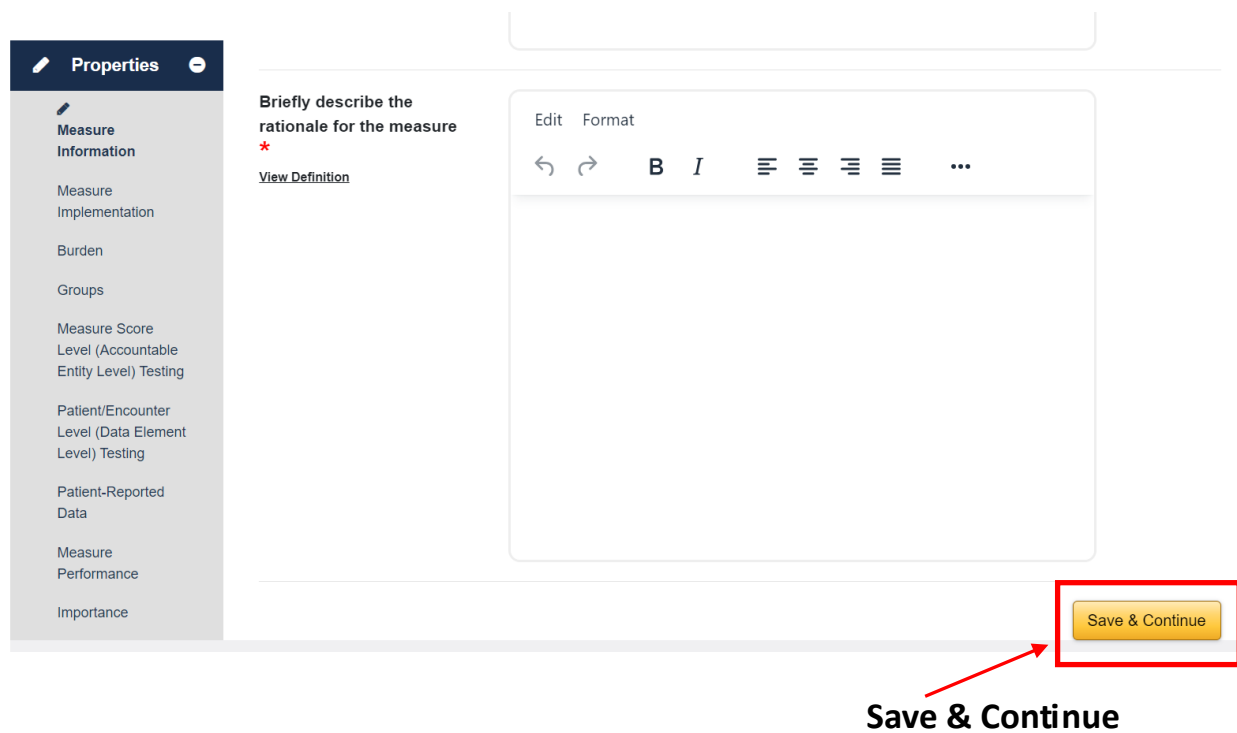 Properties
Measure
Information
Measure
Implementation
Burden
Groups
Measure Score
Level (Accountable
Entity Level) Testing
Patient/Encounter
Level (Data Element
Level) Testing
Patient-Reported
Data
Measure
Performance
Importance
Briefly describe the
rationale for the measure
*
View Definition
Edit Format
B I
Save & Continue
Save & Continue